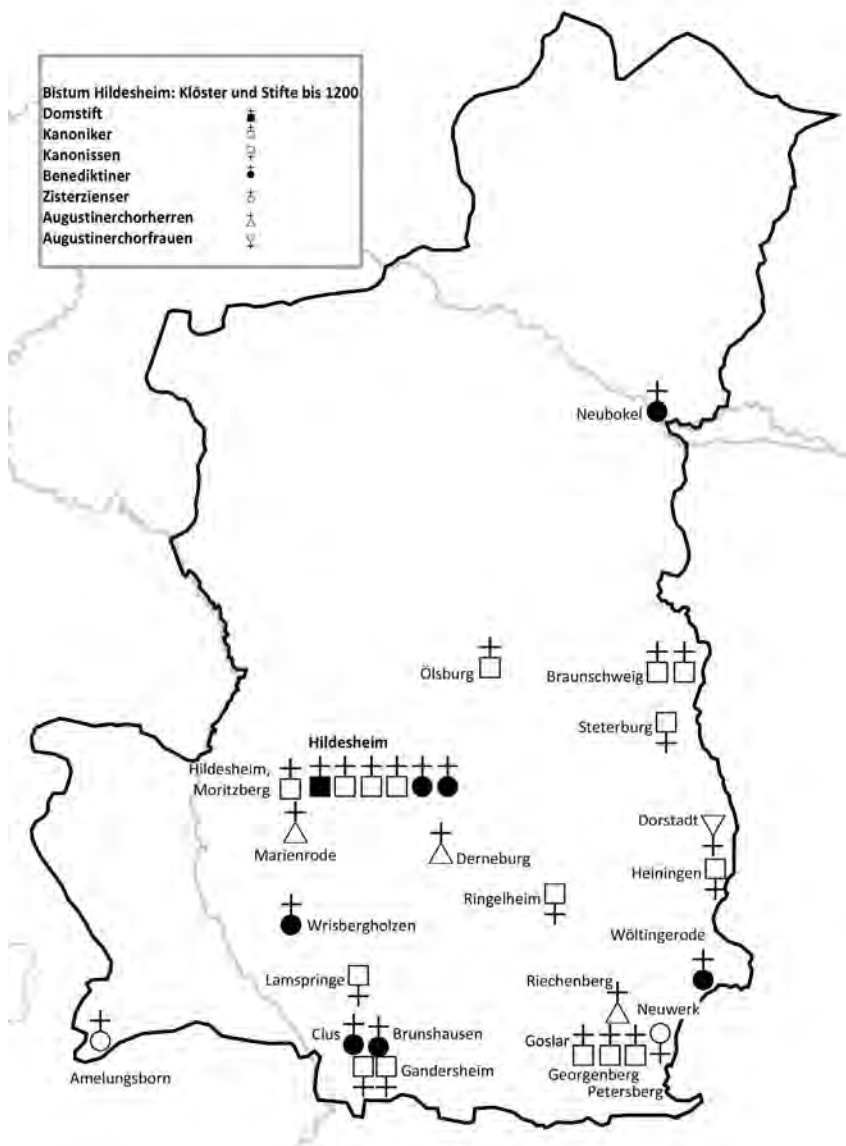 Bistum Hildesheim: Klöster und Stifte bis 1200
Domstift
Kanoniker
Kanonissen
Benediktiner
Zisterzienser
Augustinerchorherren
Augustinerchorfrauen
Neubokel
Ölsburg
Braunschweig
Steterburg
Hildesheim
Hildesheim,
Moritzberg
Marienrode
Derneburg
Dorstadt
Heiningen
Ringelheim
Wrisbergholzen
Wöltingerode
Lamspringe
Riechenberg
Neuwerk
Clus
Brunshausen
Goslar
Amelungsborn
Gandersheim
Georgenberg
Petersberg